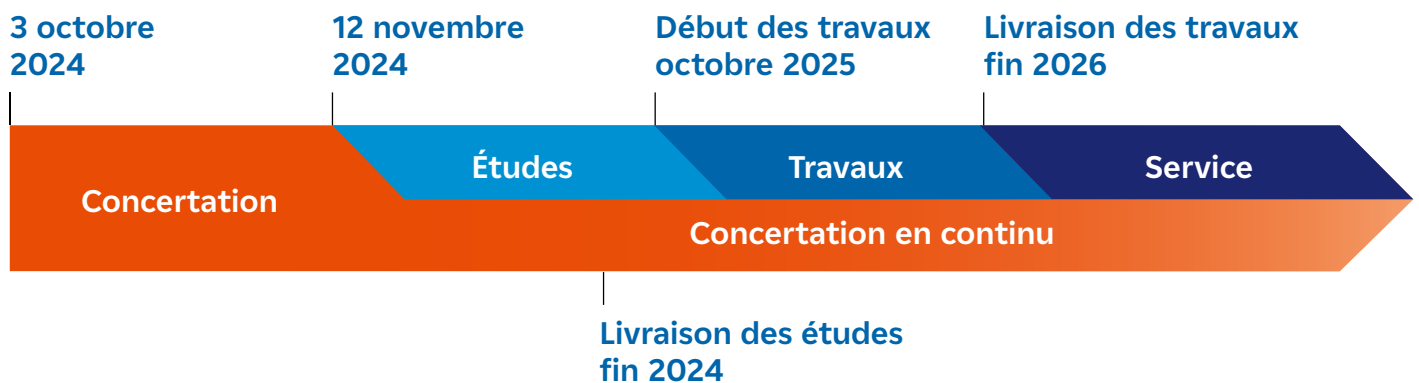 3 octobre
2024
12 novembre
2024
Début des travaux
octobre 2025
Livraison des travaux
fin 2026
Études
Travaux
Service
Concertation
Concertation en continu
Livraison des études
fin 2024